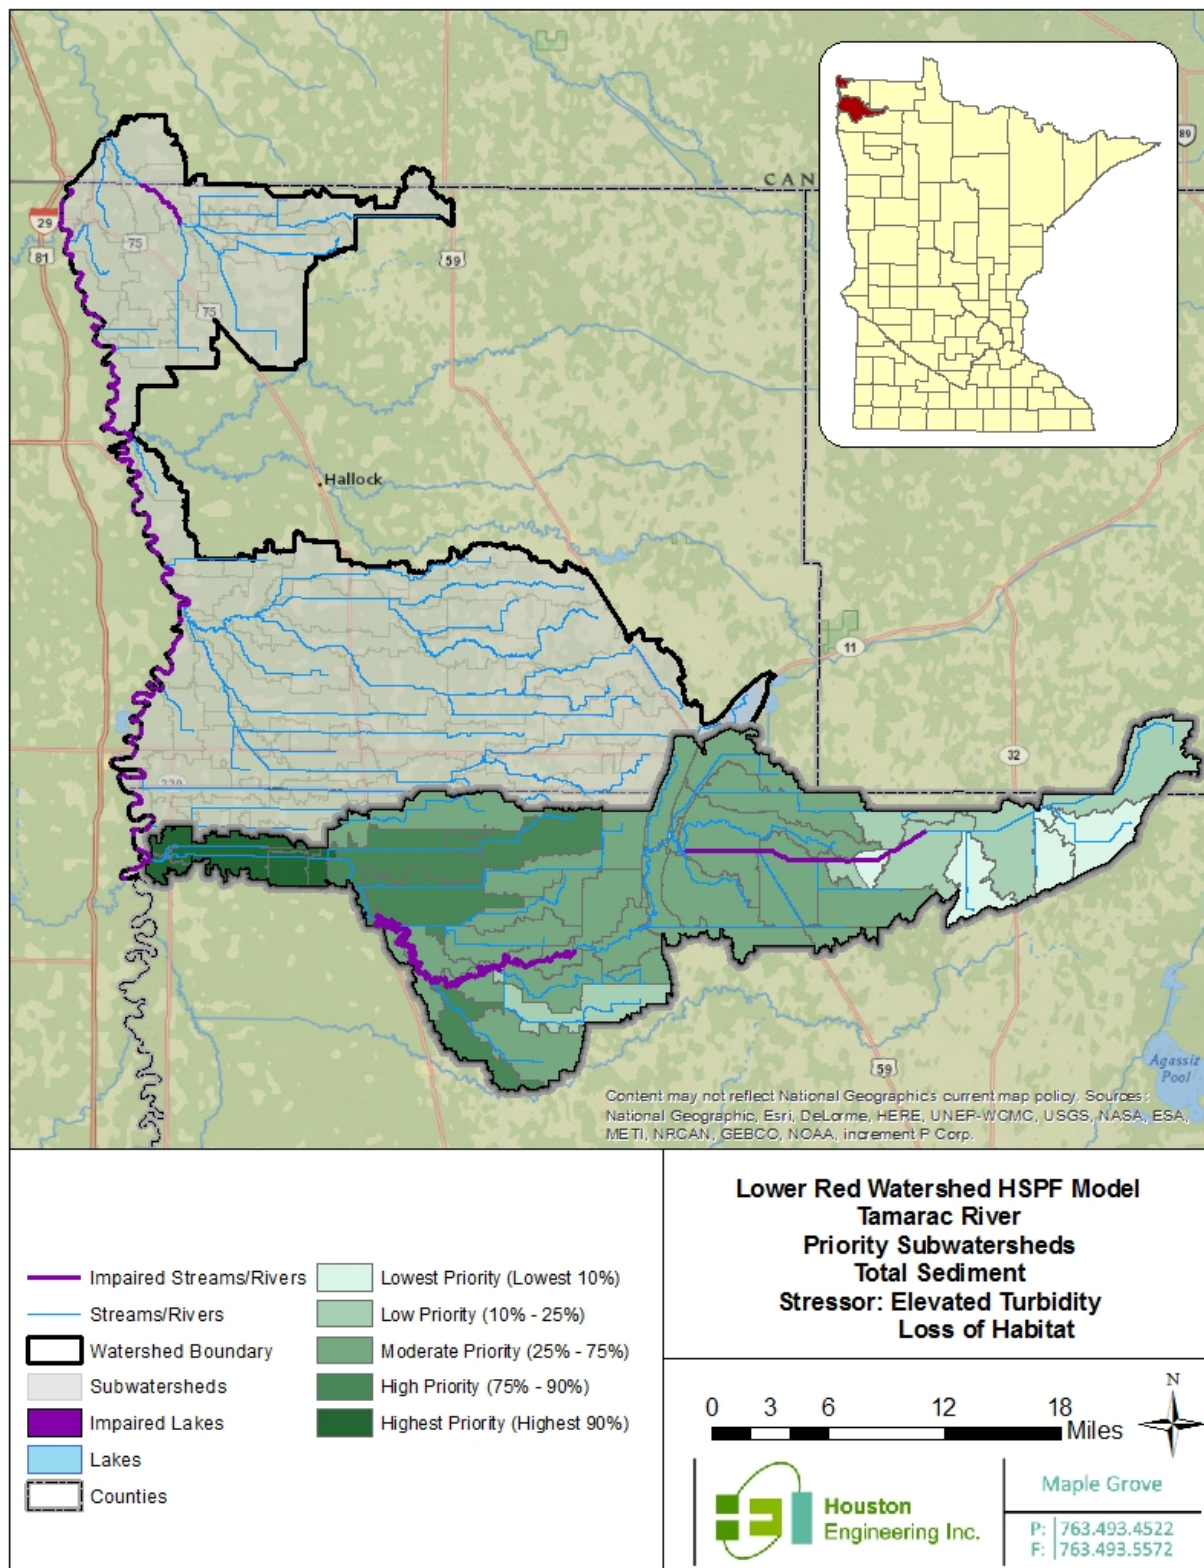 CAN
89
29
81
75
59
75
Hallock
11
32
220
59
Agassiz
Pool
Content may not reflect National Geographic's current map policy. Sources:
National Geographic, Esri, DeLorme, HERE, UNEP-WCMC, USGS, NASA, ESA,
METI, NRCAN, GEBCO, NOAA, increment P Corp.
Impaired Streams/Rivers
Streams/Rivers
Watershed Boundary
Subwatersheds
Impaired Lakes
Lakes
Counties
Lowest Priority (Lowest 10%)
Low Priority (10% - 25%)
Moderate Priority (25% - 75%)
High Priority (75% - 90%)
Highest Priority (Highest 90%)
Lower Red Watershed HSPF Model
Tamarac River
Priority Subwatersheds
Total Sediment
Stressor: Elevated Turbidity
Loss of Habitat
N
0 3 6 12 18
Miles
Houston
Engineering Inc.
Maple Grove
P: 763.493.4522
F: 763.493.5572